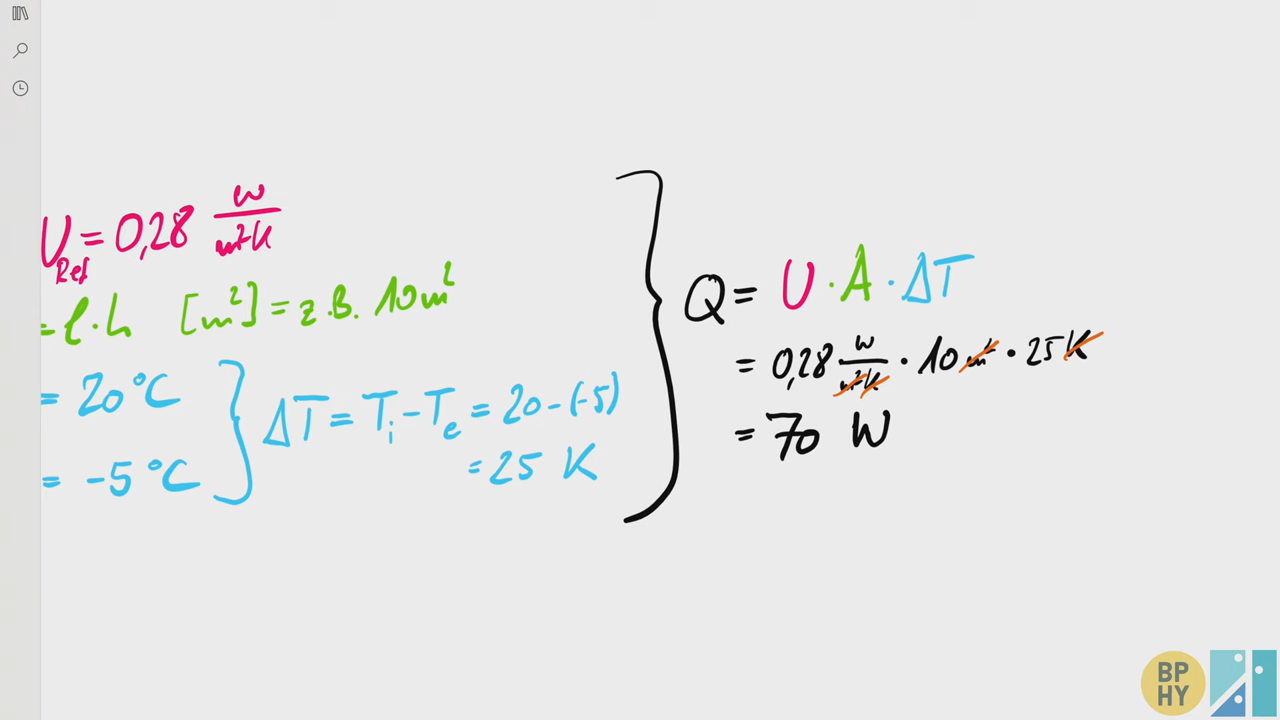 U_Ref = 0,28 W/m²K
= l · h [m²] = z.B. 10 m²
= 20 °C
= -5 °C
ΔT = T_i - T_e = 20 - (-5)
= 25 K
Q = U · A · ΔT
= 0,28 W/m²K · 10 m² · 25 K
= 70 W
BP
HY